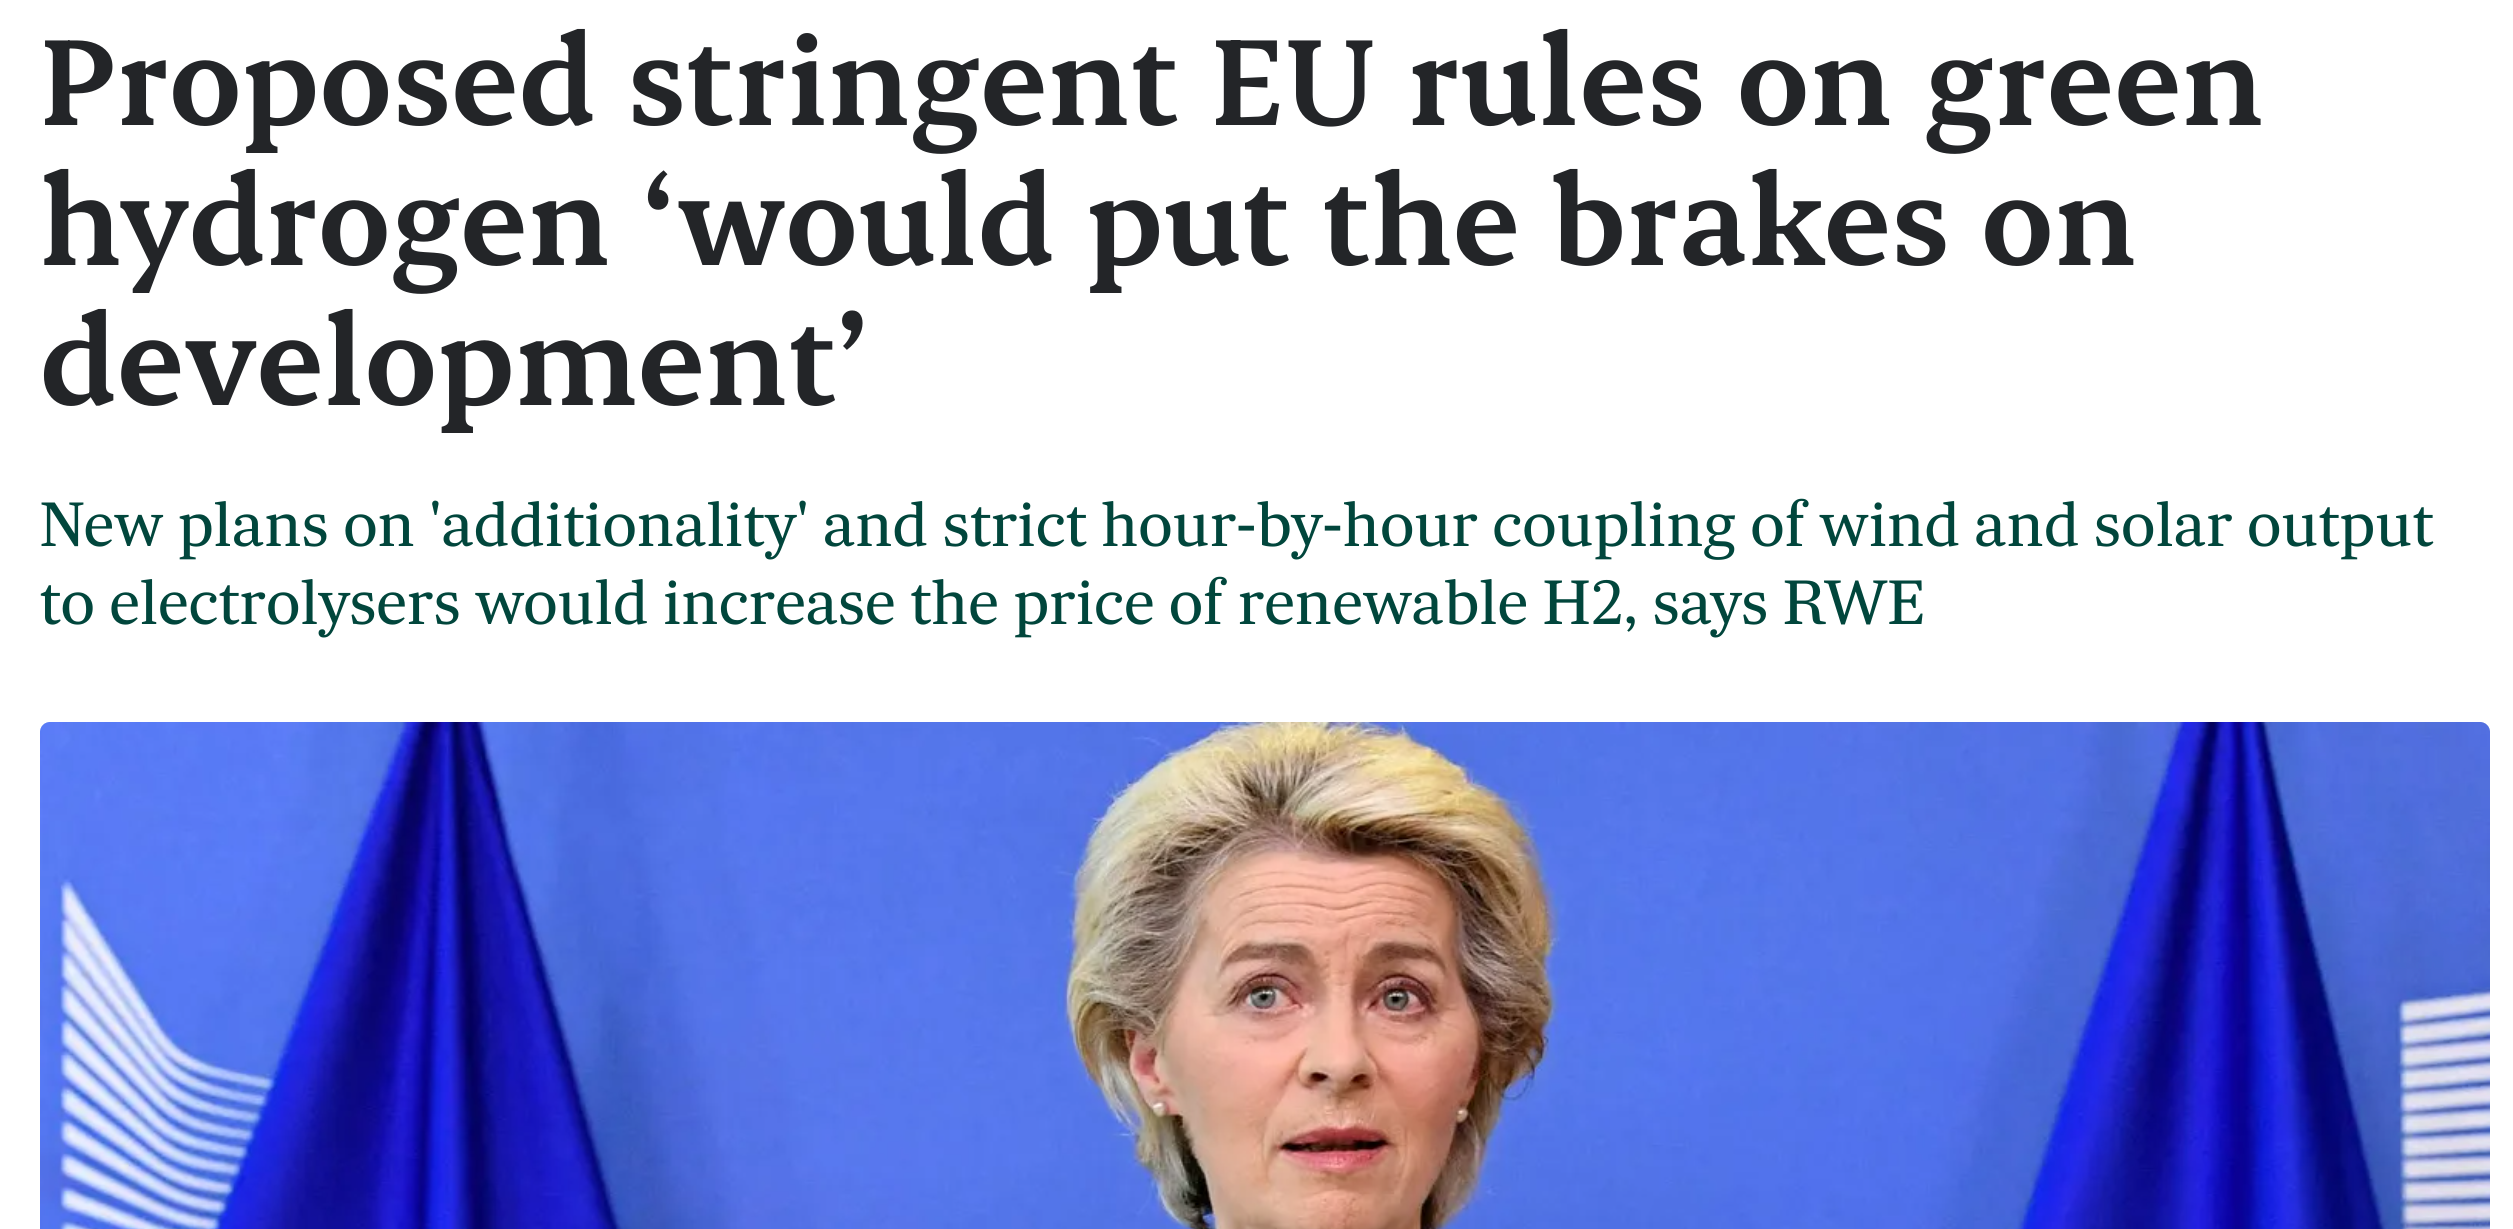 Proposed stringent EU rules on green
hydrogen ‘would put the brakes on
development’
New plans on 'additionality' and strict hour-by-hour coupling of wind and solar output
to electrolysers would increase the price of renewable H2, says RWE